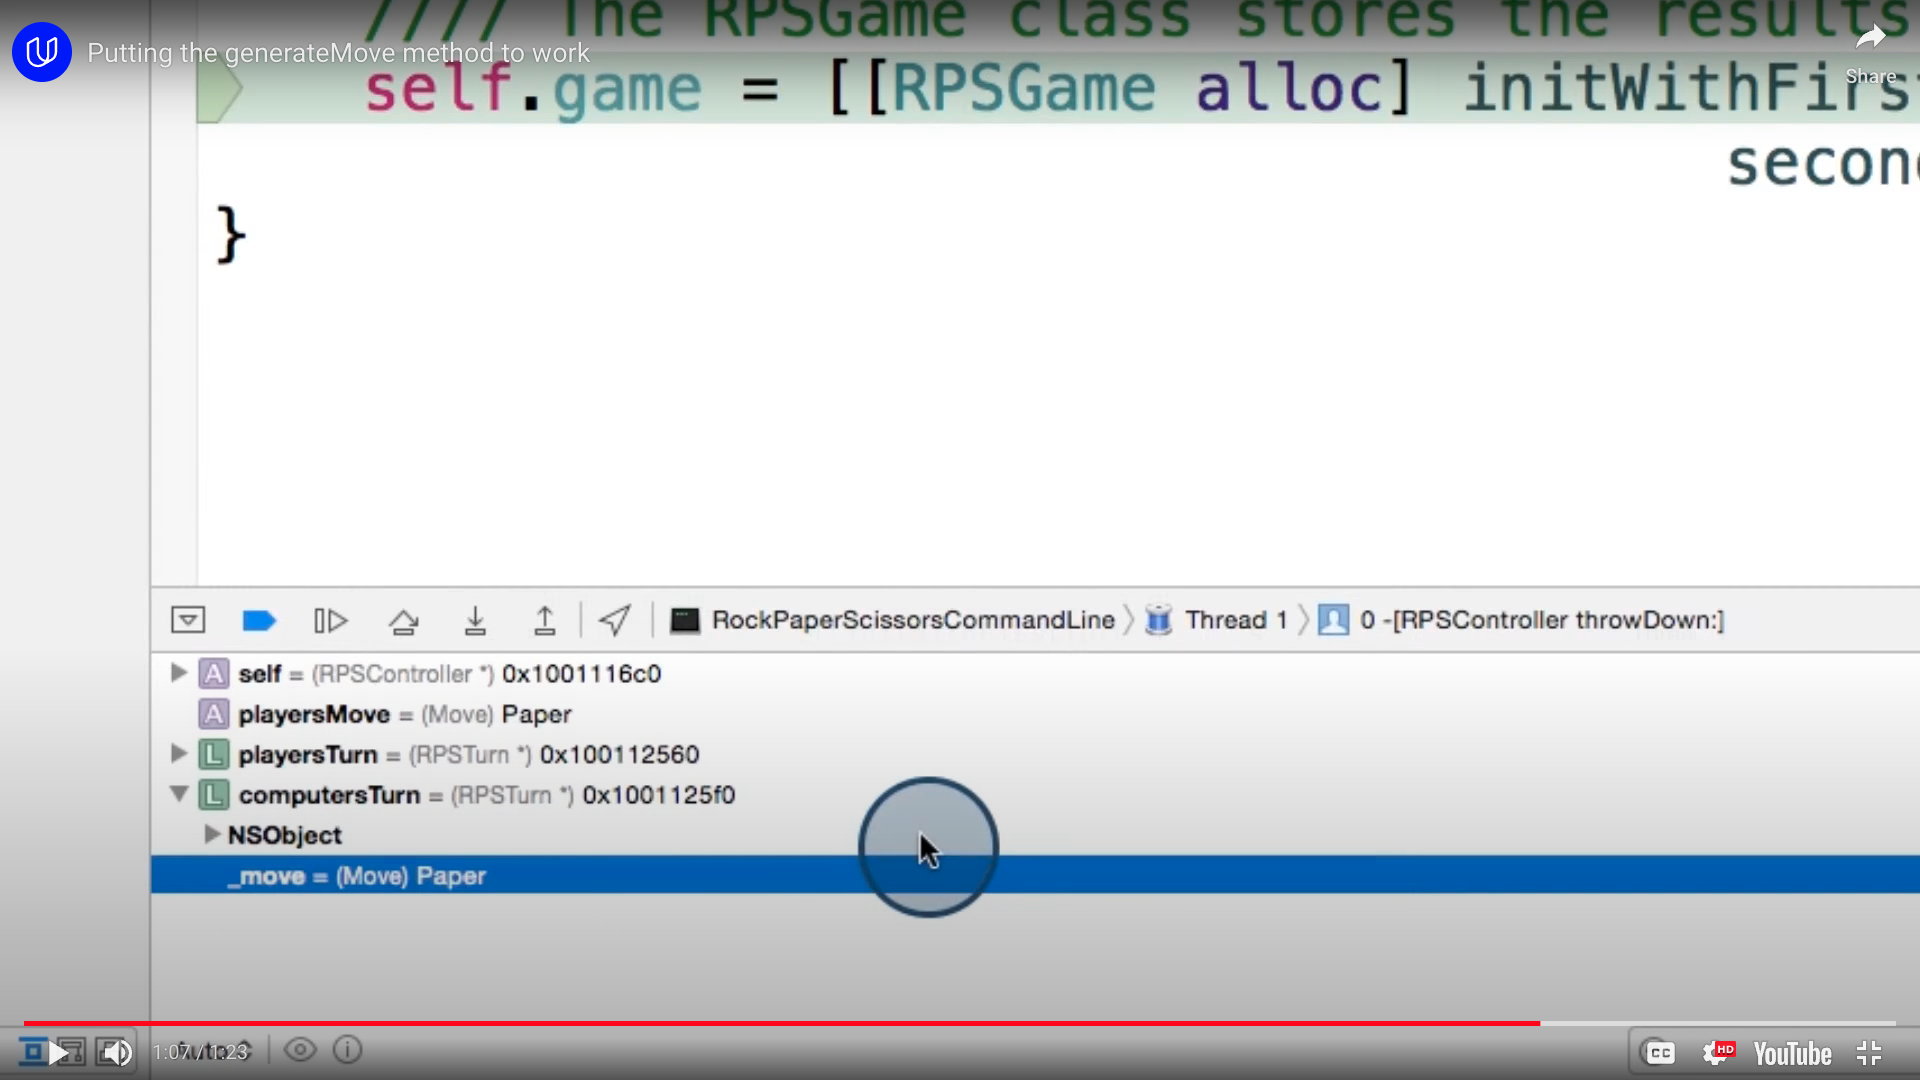 //// The RPSGame class stores the results
Putting the generateMove method to work
Share
self.game = [[RPSGame alloc] initWithFirs
secon
}
RockPaperScissorsCommandLine 〉 Thread 1 〉 0 -[RPSController throwDown:]
A self = (RPSController *) 0x1001116c0
A playersMove = (Move) Paper
L playersTurn = (RPSTurn *) 0x100112560
L computersTurn = (RPSTurn *) 0x1001125f0
NSObject
_move = (Move) Paper
1:07 / 1:23
CC HD YouTube